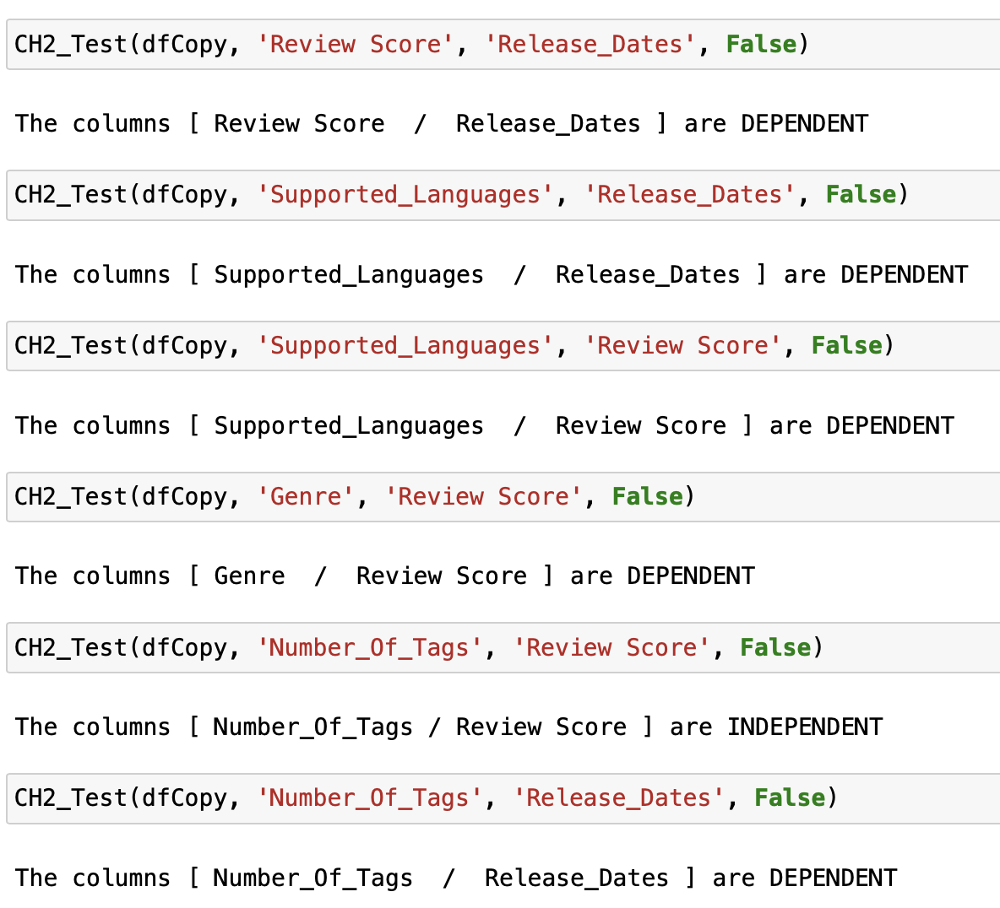 CH2_Test(dfCopy, 'Review Score', 'Release_Dates', False)
The columns [ Review Score  /  Release_Dates ] are DEPENDENT
CH2_Test(dfCopy, 'Supported_Languages', 'Release_Dates', False)
The columns [ Supported_Languages  /  Release_Dates ] are DEPENDENT
CH2_Test(dfCopy, 'Supported_Languages', 'Review Score', False)
The columns [ Supported_Languages  /  Review Score ] are DEPENDENT
CH2_Test(dfCopy, 'Genre', 'Review Score', False)
The columns [ Genre  /  Review Score ] are DEPENDENT
CH2_Test(dfCopy, 'Number_Of_Tags', 'Review Score', False)
The columns [ Number_Of_Tags / Review Score ] are INDEPENDENT
CH2_Test(dfCopy, 'Number_Of_Tags', 'Release_Dates', False)
The columns [ Number_Of_Tags  /  Release_Dates ] are DEPENDENT